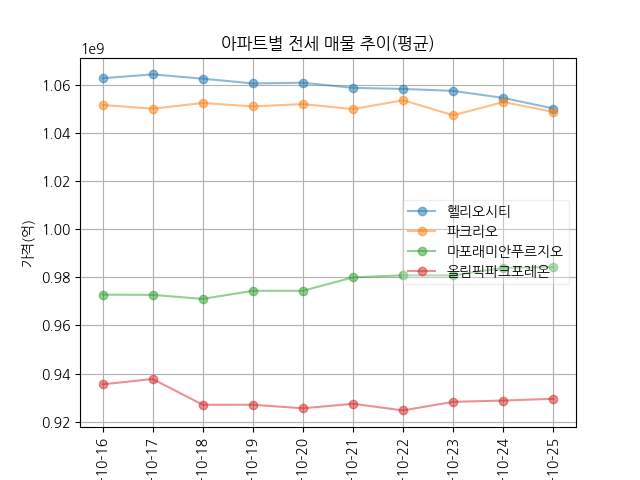 아파트별 전세 매물 추이(평균)
1e9
1.06
1.04
1.02
1.00
0.98
0.96
0.94
0.92
가격(억)
헬리오시티
파크리오
마포래미안푸르지오
올림픽파크포레온
-10-16
-10-17
-10-18
-10-19
-10-20
-10-21
-10-22
-10-23
-10-24
-10-25